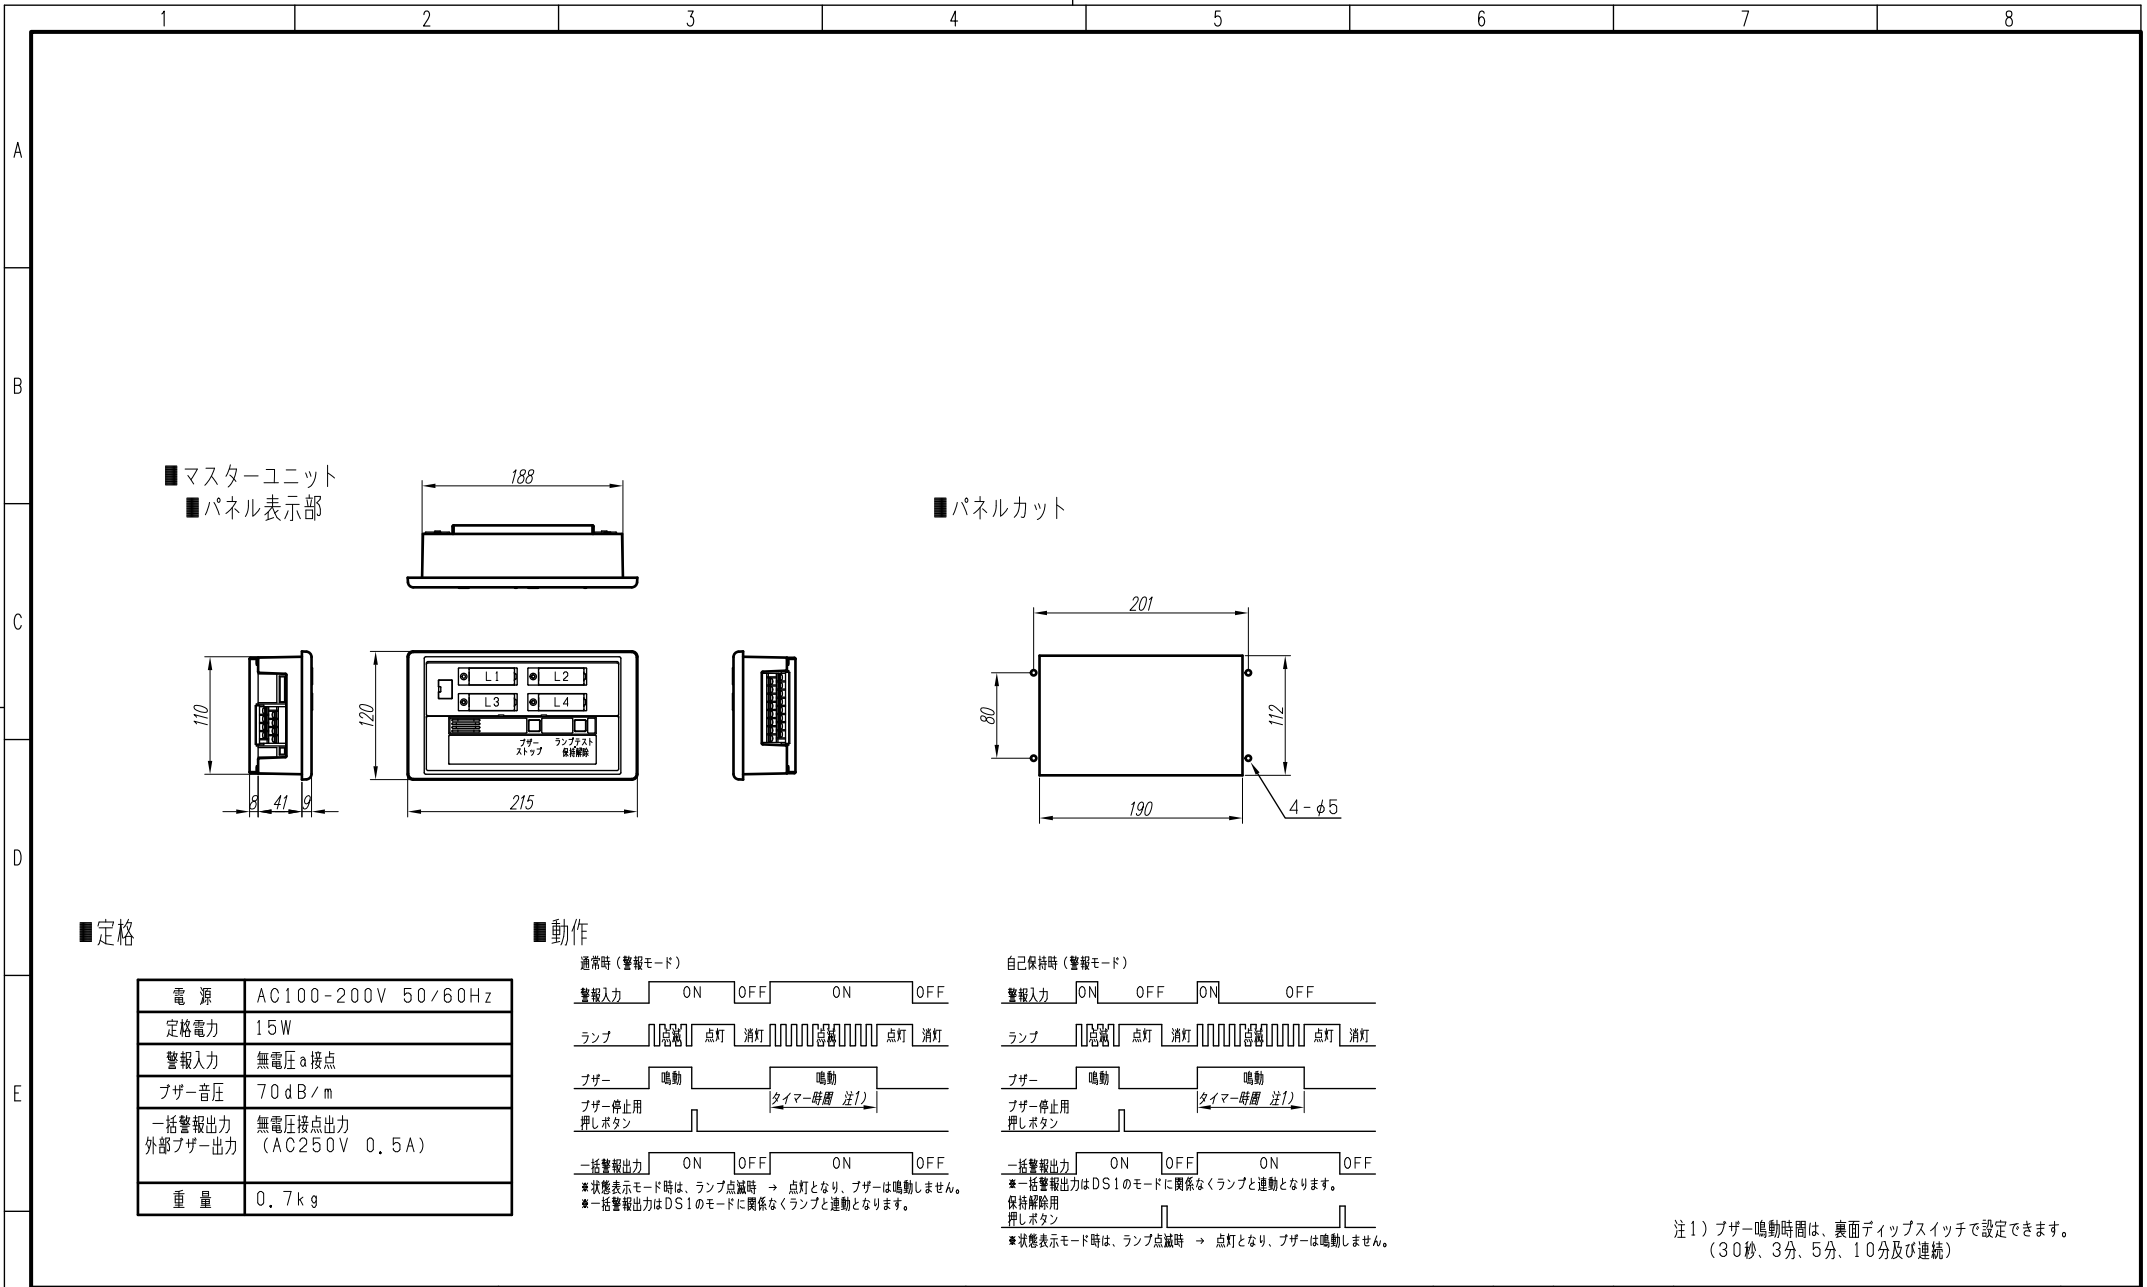 1 2 3 4 5 6 7 8
A
B
C
D
E
■マスターユニット
■パネル表示部
188
110
8 41 9
120
215
L1 L2
L3 L4
ブザー
ストップ
ランプテスト
保持解除
■パネルカット
201
80
112
190
4-φ5
■定格
電 源 AC100-200V 50/60Hz
定格電力 15W
警報入力 無電圧a接点
ブザー音圧 70dB/m
一括警報出力 無電圧接点出力
外部ブザー出力 (AC250V 0.5A)
重 量 0.7kg
■動作
通常時(警報モード)
警報入力 ON OFF ON OFF
ランプ 点滅 点灯 消灯 点滅 点灯 消灯
ブザー 鳴動 鳴動
タイマー時間 注1)
ブザー停止用
押しボタン
一括警報出力 ON OFF ON OFF
※状態表示モード時は、ランプ点滅時 → 点灯となり、ブザーは鳴動しません。
※一括警報出力はDS1のモードに関係なくランプと連動となります。
自己保持時(警報モード)
警報入力 ON OFF ON OFF
ランプ 点滅 点灯 消灯 点滅 点灯 消灯
ブザー 鳴動 鳴動
タイマー時間 注1)
ブザー停止用
押しボタン
一括警報出力 ON OFF ON OFF
※一括警報出力はDS1のモードに関係なくランプと連動となります。
保持解除用
押しボタン
※状態表示モード時は、ランプ点滅時 → 点灯となり、ブザーは鳴動しません。
注1)ブザー鳴動時間は、裏面ディップスイッチで設定できます。
(30秒、3分、5分、10分及び連続)